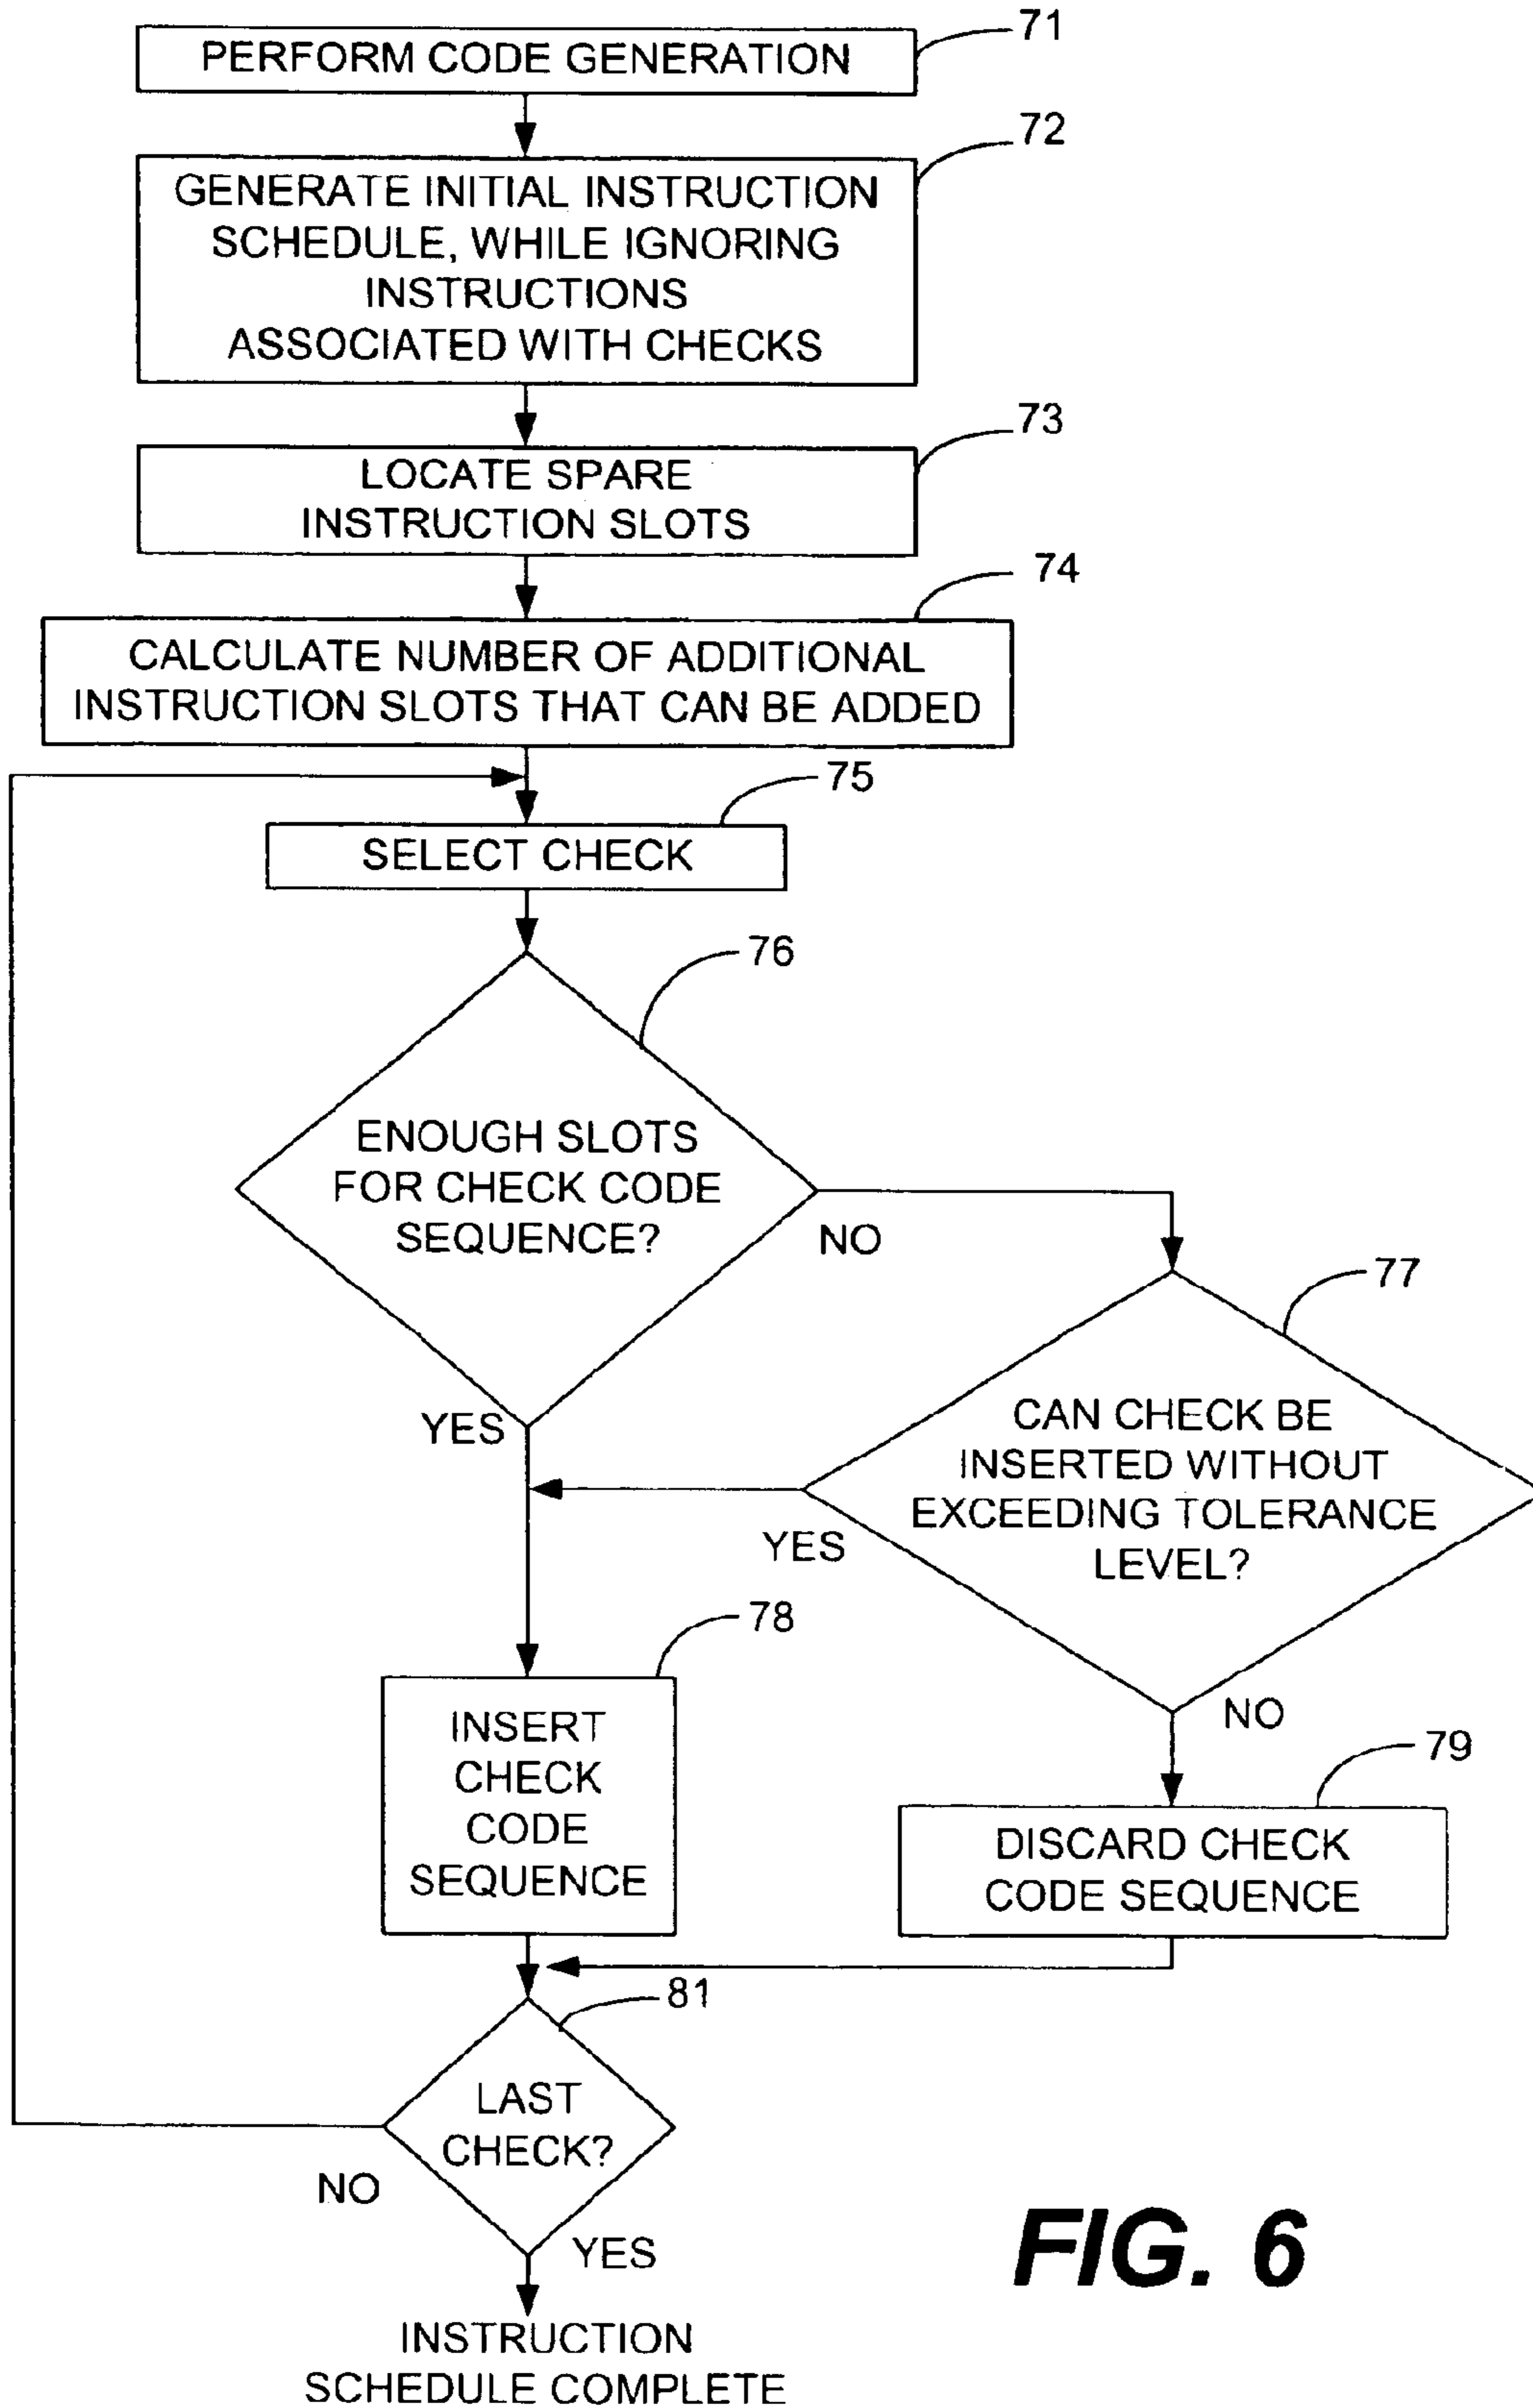 71
PERFORM CODE GENERATION
72
GENERATE INITIAL INSTRUCTION
SCHEDULE, WHILE IGNORING
INSTRUCTIONS
ASSOCIATED WITH CHECKS
73
LOCATE SPARE
INSTRUCTION SLOTS
74
CALCULATE NUMBER OF ADDITIONAL
INSTRUCTION SLOTS THAT CAN BE ADDED
75
SELECT CHECK
76
ENOUGH SLOTS
FOR CHECK CODE
SEQUENCE?
NO
77
YES
CAN CHECK BE
INSERTED WITHOUT
EXCEEDING TOLERANCE
LEVEL?
YES
78
NO
INSERT
CHECK
CODE
SEQUENCE
79
DISCARD CHECK
CODE SEQUENCE
81
LAST
CHECK?
NO
YES
INSTRUCTION
SCHEDULE COMPLETE
FIG. 6